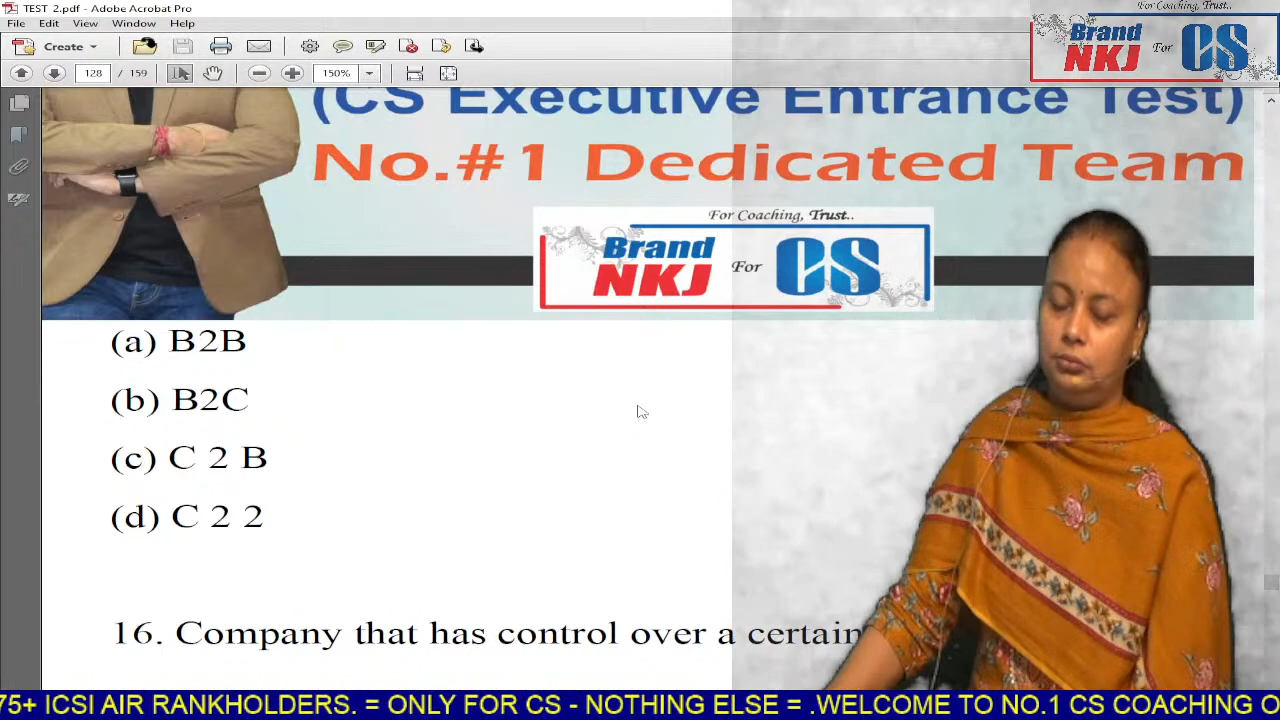 TEST 2.pdf - Adobe Acrobat Pro
File Edit View Window Help
Create
128 / 159 150%
For Coaching, Trust..
Brand NKJ For CS
(CS Executive Entrance Test)
No.#1 Dedicated Team
For Coaching, Trust..
Brand NKJ For CS
(a) B2B
(b) B2C
(c) C 2 B
(d) C 2 2
16. Company that has control over a certain
75+ ICSI AIR RANKHOLDERS. = ONLY FOR CS - NOTHING ELSE = .WELCOME TO NO.1 CS COACHING O